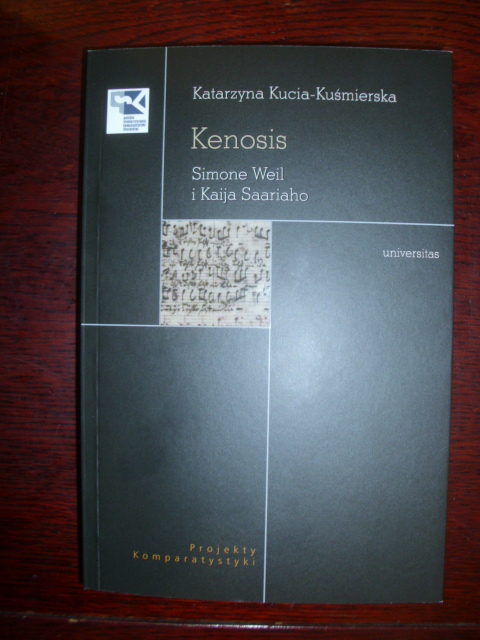 Katarzyna Kucia-Kuśmierska
Kenosis
Simone Weil
i Kaija Saariaho
universitas
Projekty
Komparatystyki